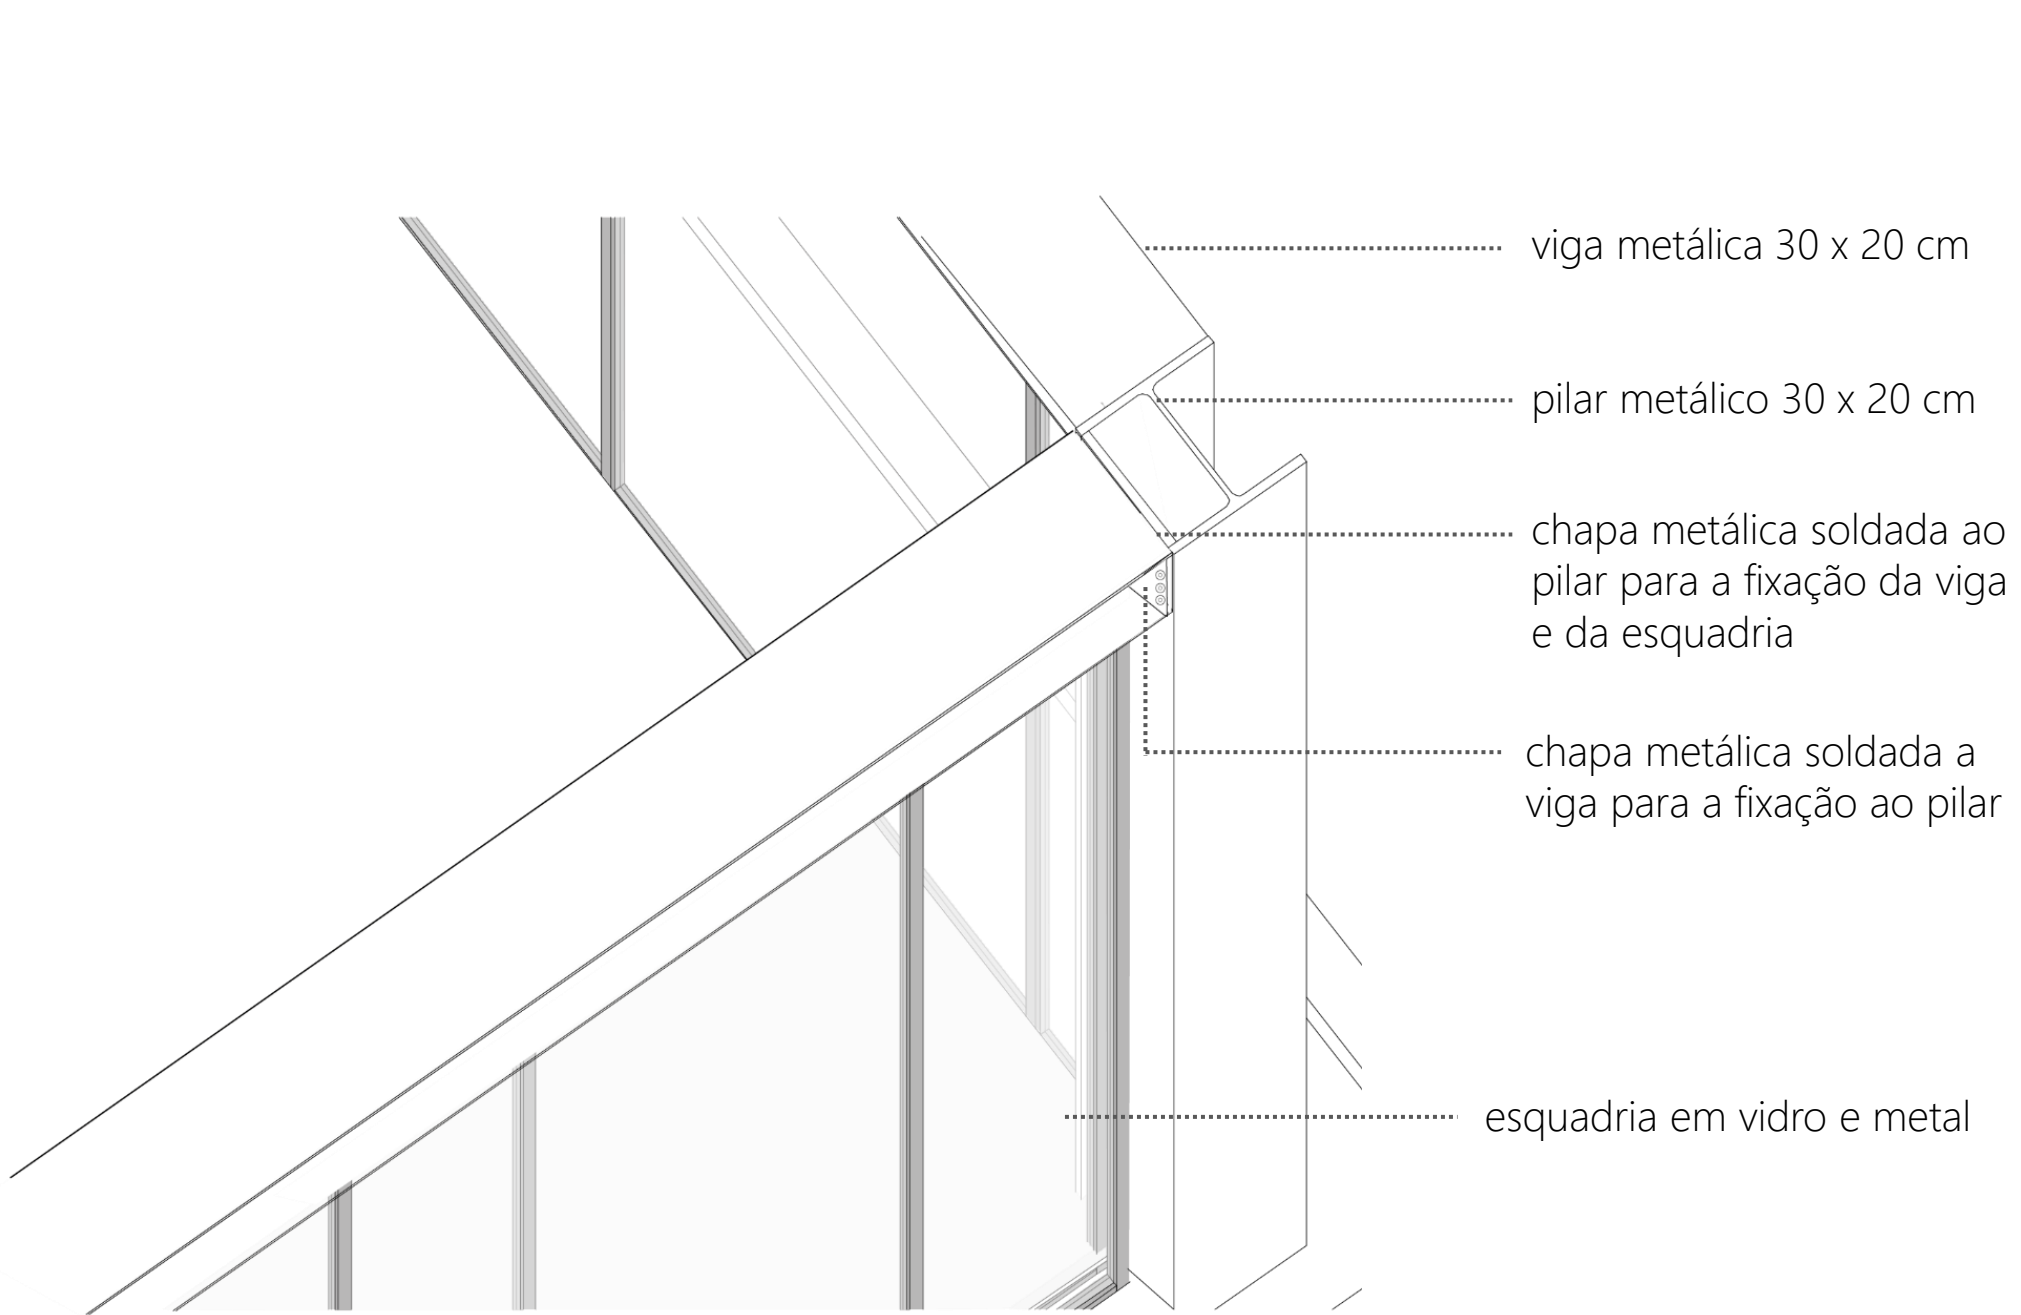 viga metálica 30 x 20 cm
pilar metálico 30 x 20 cm
chapa metálica soldada ao
pilar para a fixação da viga
e da esquadria
chapa metálica soldada a
viga para a fixação ao pilar
esquadria em vidro e metal